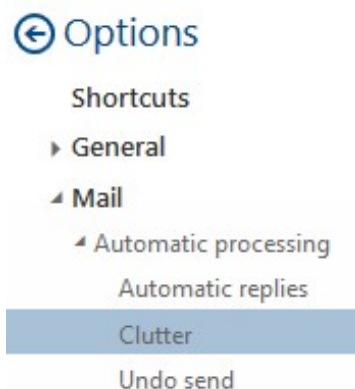 Options
Shortcuts
General
Mail
Automatic processing
Automatic replies
Clutter
Undo send